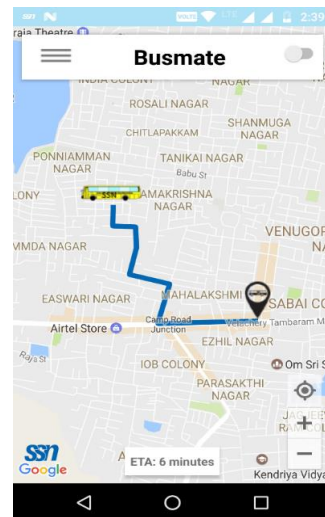 2:39
raja Theatre
Busmate
INDIA COLONY
NAGAR
ROSALI NAGAR
CHITLAPAKKAM
SHANMUGA
NAGAR
PONNIAMMAN
NAGAR
TANIKAI NAGAR
Babu St
LONY
SSN
AMAKRISHNA
NAGAR
MMDA NAGAR
VENUGOP
N
EASWARI NAGAR
MAHALAKSHMI
SABAI CO
Airtel Store
Camp Road
Junction
Velachery Tambaram M
EZHIL NAGAR
Raja St
IOB COLONY
Om Sri S
PARASAKTHI
NAGAR
ssn
Google
ETA: 6 minutes
Kendriya Vidya